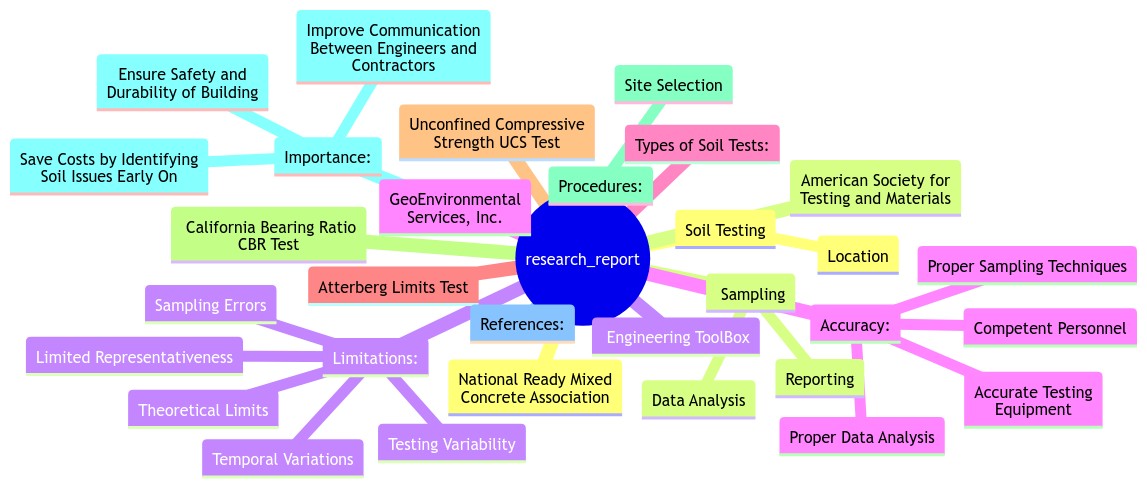 Improve Communication
Between Engineers and
Contractors
Ensure Safety and
Durability of Building
Site Selection
Unconfined Compressive
Strength UCS Test
Types of Soil Tests:
Save Costs by Identifying
Soil Issues Early On
Importance:
Procedures:
American Society for
Testing and Materials
GeoEnvironmental
Services, Inc.
California Bearing Ratio
CBR Test
Soil Testing
Location
research_report
Proper Sampling Techniques
Atterberg Limits Test
Sampling
Sampling Errors
References:
Engineering ToolBox
Accuracy:
Competent Personnel
Limited Representativeness
Limitations:
National Ready Mixed
Concrete Association
Reporting
Data Analysis
Accurate Testing
Equipment
Theoretical Limits
Temporal Variations
Testing Variability
Proper Data Analysis